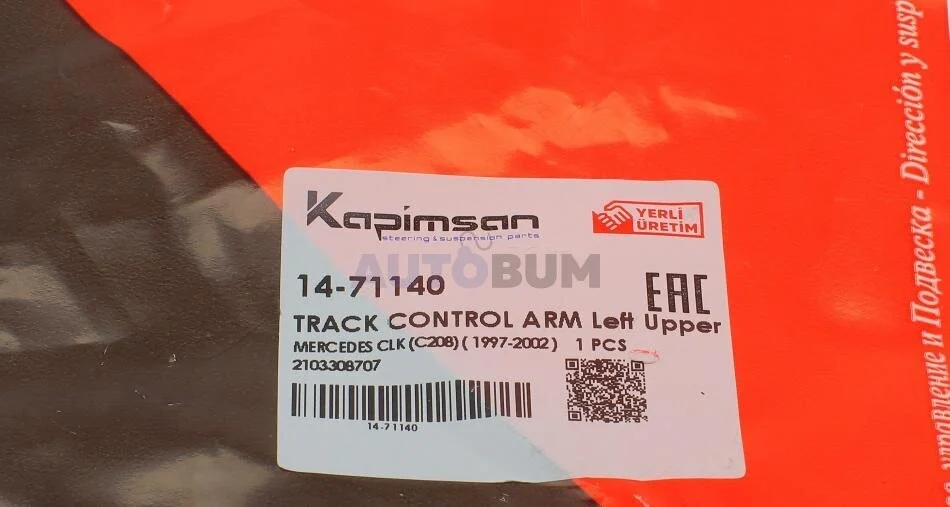 Kapimsan
steering & suspension parts
YERLİ
ÜRETİM
AUTOBUM
14-71140
EAC
TRACK CONTROL ARM Left Upper
MERCEDES CLK (C208) ( 1997-2002 ) 1 PCS
2103308707
14-71140
управление и Подвеска - Dirección y susp